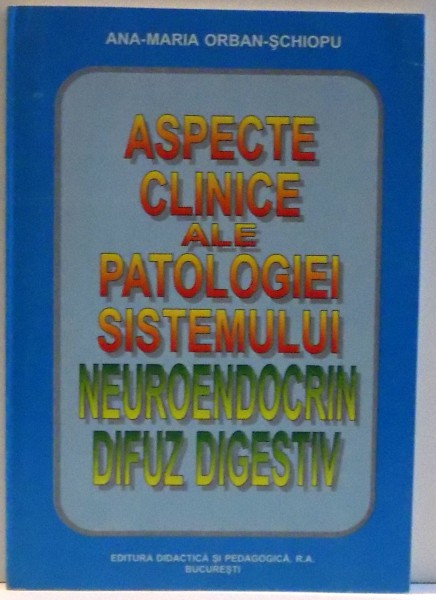 ANA-MARIA ORBAN-ŞCHIOPU
ASPECTE
CLINICE
ALE
PATOLOGIEI
SISTEMULUI
NEUROENDOCRIN
DIFUZ DIGESTIV
EDITURA DIDACTICĂ ŞI PEDAGOGICĂ, R.A.
BUCUREŞTI